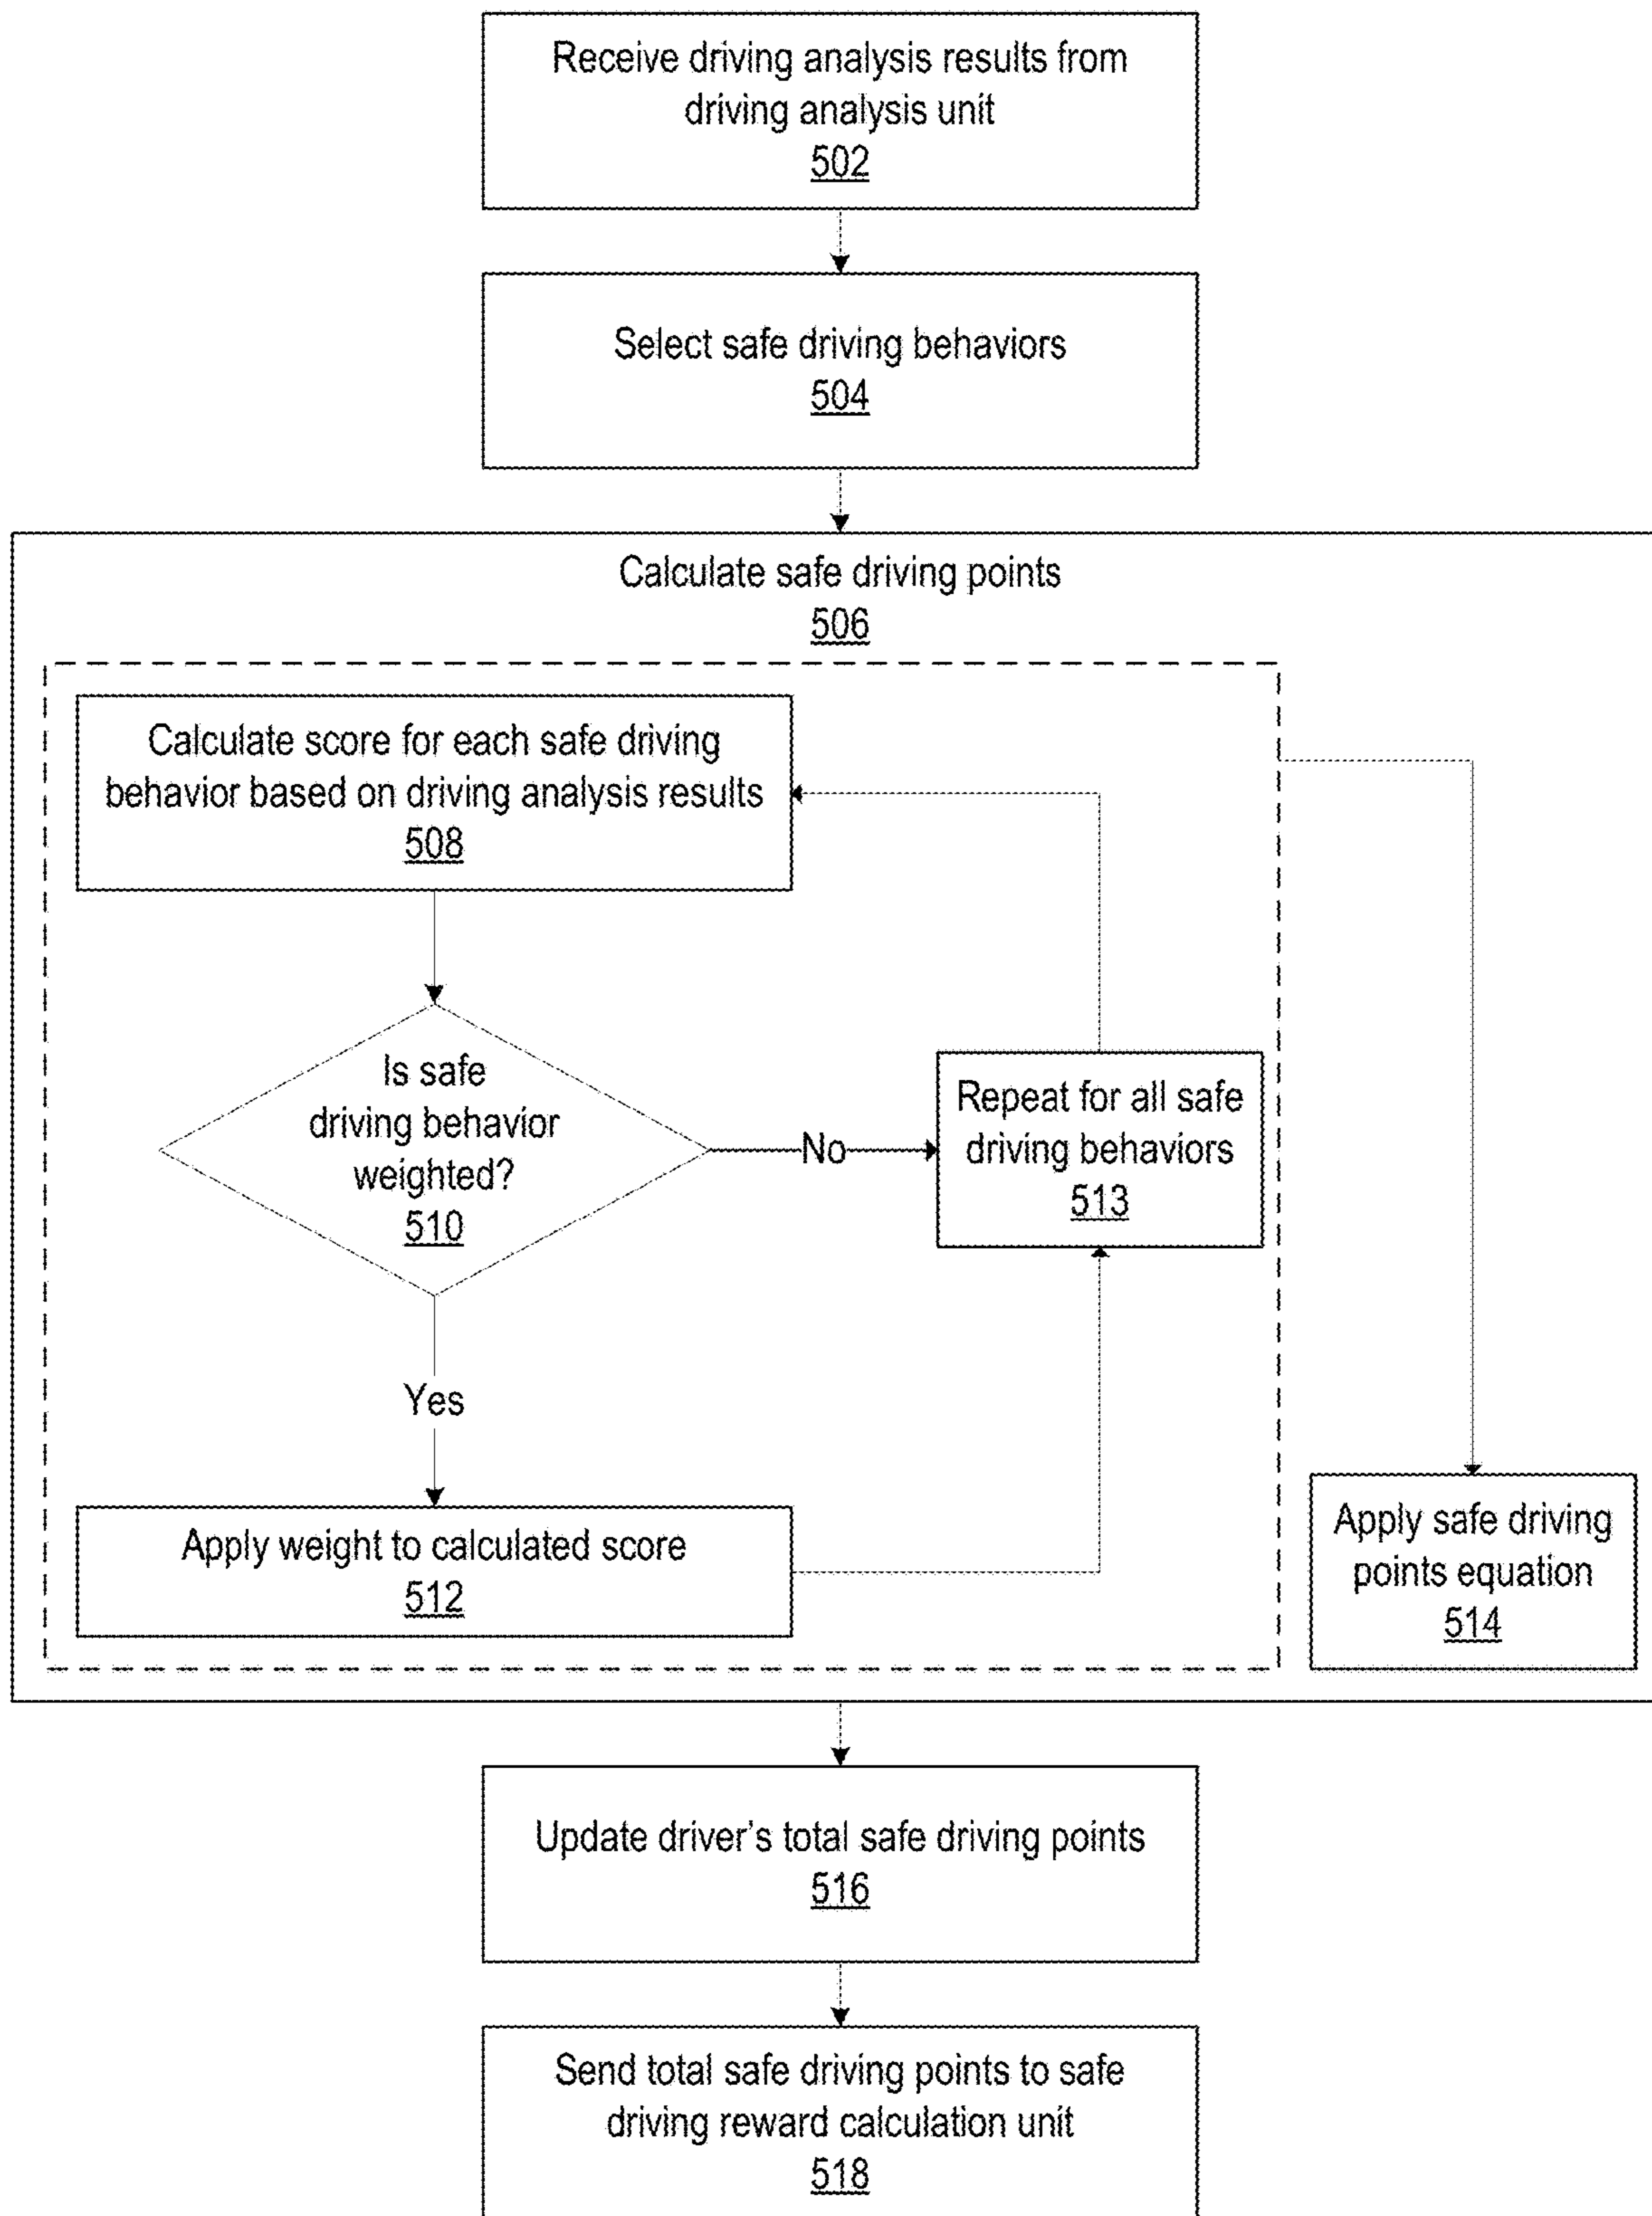 Receive driving analysis results from
driving analysis unit
502
Select safe driving behaviors
504
Calculate safe driving points
506
Calculate score for each safe driving
behavior based on driving analysis results
508
Is safe
driving behavior
weighted?
510
No
Repeat for all safe
driving behaviors
513
Yes
Apply weight to calculated score
512
Apply safe driving
points equation
514
Update driver's total safe driving points
516
Send total safe driving points to safe
driving reward calculation unit
518